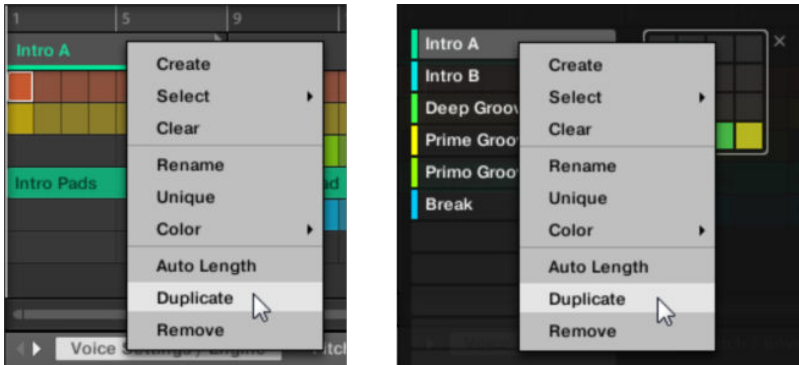 1 5 9
Intro A
Create
Select
Clear
Rename
Intro Pads
Unique
Color
Auto Length
Duplicate
Remove
Voice
Intro A
Intro B
Deep Groov
Prime Groo
Primo Groo
Break
Create
Select
Clear
Rename
Unique
Color
Auto Length
Duplicate
Remove